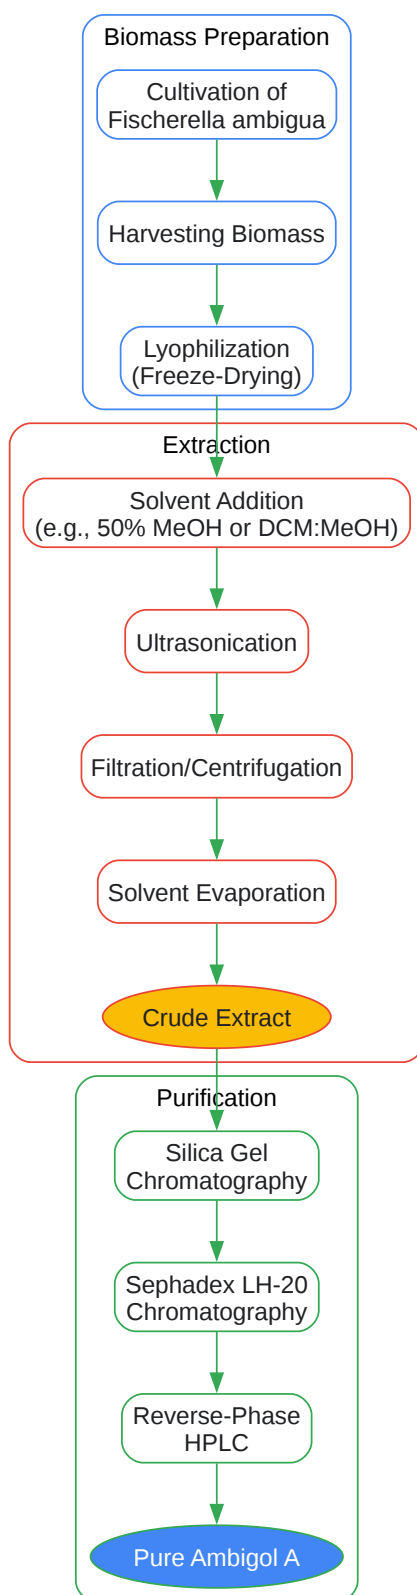 Biomass Preparation
Cultivation of
Fischerella ambigua
Harvesting Biomass
Lyophilization
(Freeze-Drying)
Extraction
Solvent Addition
(e.g., 50% MeOH or DCM:MeOH)
Ultrasonication
Filtration/Centrifugation
Solvent Evaporation
Crude Extract
Purification
Silica Gel
Chromatography
Sephadex LH-20
Chromatography
Reverse-Phase
HPLC
Pure Ambigol A